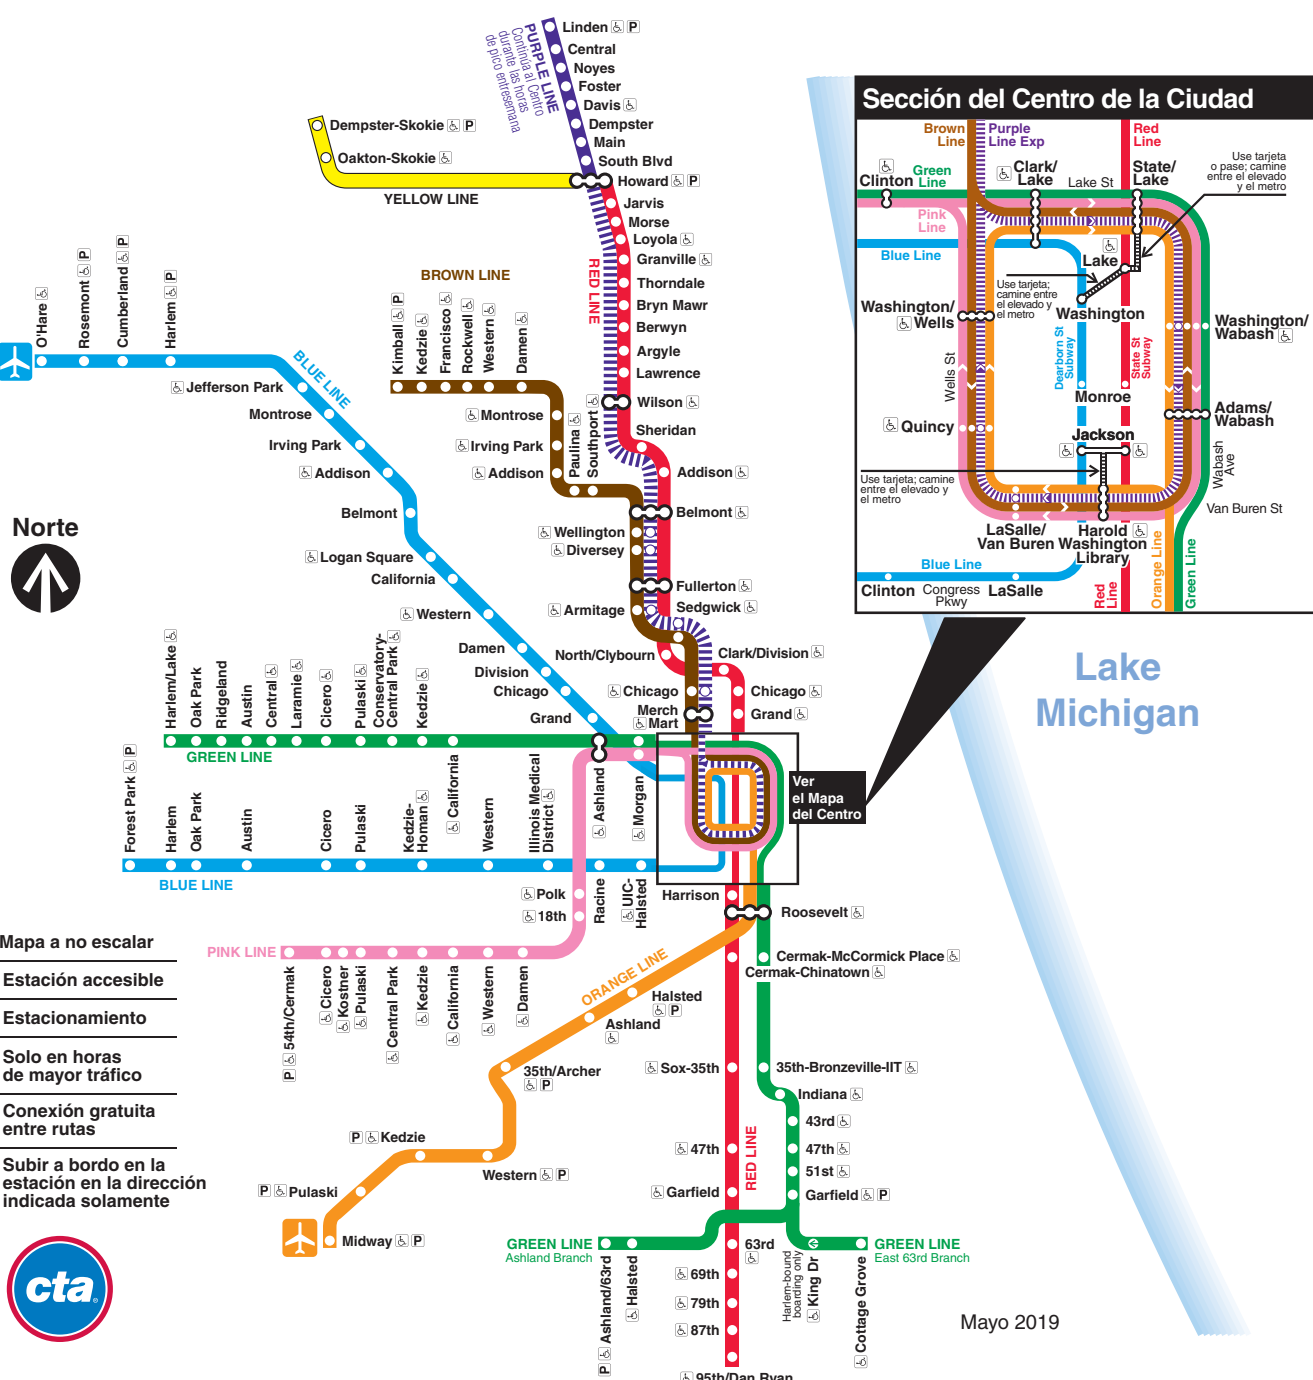 Linden P
Central
Noyes
Foster
Davis
Dempster
Main
South Blvd
Howard P
PURPLE LINE
Continúa al Centro
durante las horas
de pico entresemana
Dempster-Skokie P
Oakton-Skokie
YELLOW LINE
Jarvis
Morse
Loyola
Granville
Thorndale
Bryn Mawr
Berwyn
Argyle
Lawrence
Wilson
Sheridan
Addison
Belmont
Fullerton
RED LINE
BROWN LINE
Kimball P
Kedzie
Francisco
Rockwell
Western
Damen
Montrose
Irving Park
Addison
Paulina
Southport
Wellington
Diversey
Armitage
Sedgwick
North/Clybourn
Clark/Division
Chicago
Chicago
Merch
Mart
Grand
O'Hare
Rosemont P
Cumberland P
Harlem P
BLUE LINE
Jefferson Park
Montrose
Irving Park
Addison
Belmont
Logan Square
California
Western
Damen
Division
Chicago
Grand
Norte
Harlem/Lake
Oak Park
Ridgeland
Austin
Central
Laramie
Cicero
Pulaski
Conservatory-
Central Park
Kedzie
California
GREEN LINE
Ashland
Morgan
Forest Park P
Harlem
Oak Park
Austin
Cicero
Pulaski
Kedzie-
Homan
Western
Illinois Medical
District
Racine
UIC-
Halsted
BLUE LINE
Polk
18th
PINK LINE
54th/Cermak P
Cicero
Kostner
Pulaski
Central Park
Kedzie
California
Western
Damen
Ver
el Mapa
del Centro
Harrison
Roosevelt
Cermak-McCormick Place
Cermak-Chinatown
ORANGE LINE
Halsted
P
Ashland
35th/Archer
P
Western P
P Kedzie
P Pulaski
Midway P
Sox-35th
35th-Bronzeville-IIT
Indiana
43rd
47th
47th
51st
Garfield
Garfield P
RED LINE
63rd
69th
79th
87th
95th/Dan Ryan
GREEN LINE
Ashland Branch
Ashland/63rd P
Halsted
Harlem-bound
boarding only
King Dr
Cottage Grove
GREEN LINE
East 63rd Branch
Mapa a no escalar
Estación accesible
Estacionamiento
Solo en horas
de mayor tráfico
Conexión gratuita
entre rutas
Subir a bordo en la
estación en la dirección
indicada solamente
cta
Mayo 2019
Lake
Michigan
Sección del Centro de la Ciudad
Brown
Line
Purple
Line Exp
Red
Line
Clinton
Green
Line
Clark/
Lake
Lake St
State/
Lake
Use tarjeta
o pase; camine
entre el elevado
y el metro
Pink
Line
Blue Line
Lake
Use tarjeta;
camine entre
el elevado y
el metro
Washington/
Wells
Washington
Washington/
Wabash
Wells St
Dearborn St
Subway
State St
Subway
Monroe
Quincy
Adams/
Wabash
Jackson
Wabash
Ave
Use tarjeta; camine
entre el elevado y
el metro
Van Buren St
LaSalle/
Van Buren
Harold
Washington
Library
Blue Line
Clinton
Congress
Pkwy
LaSalle
Red
Line
Orange Line
Green Line